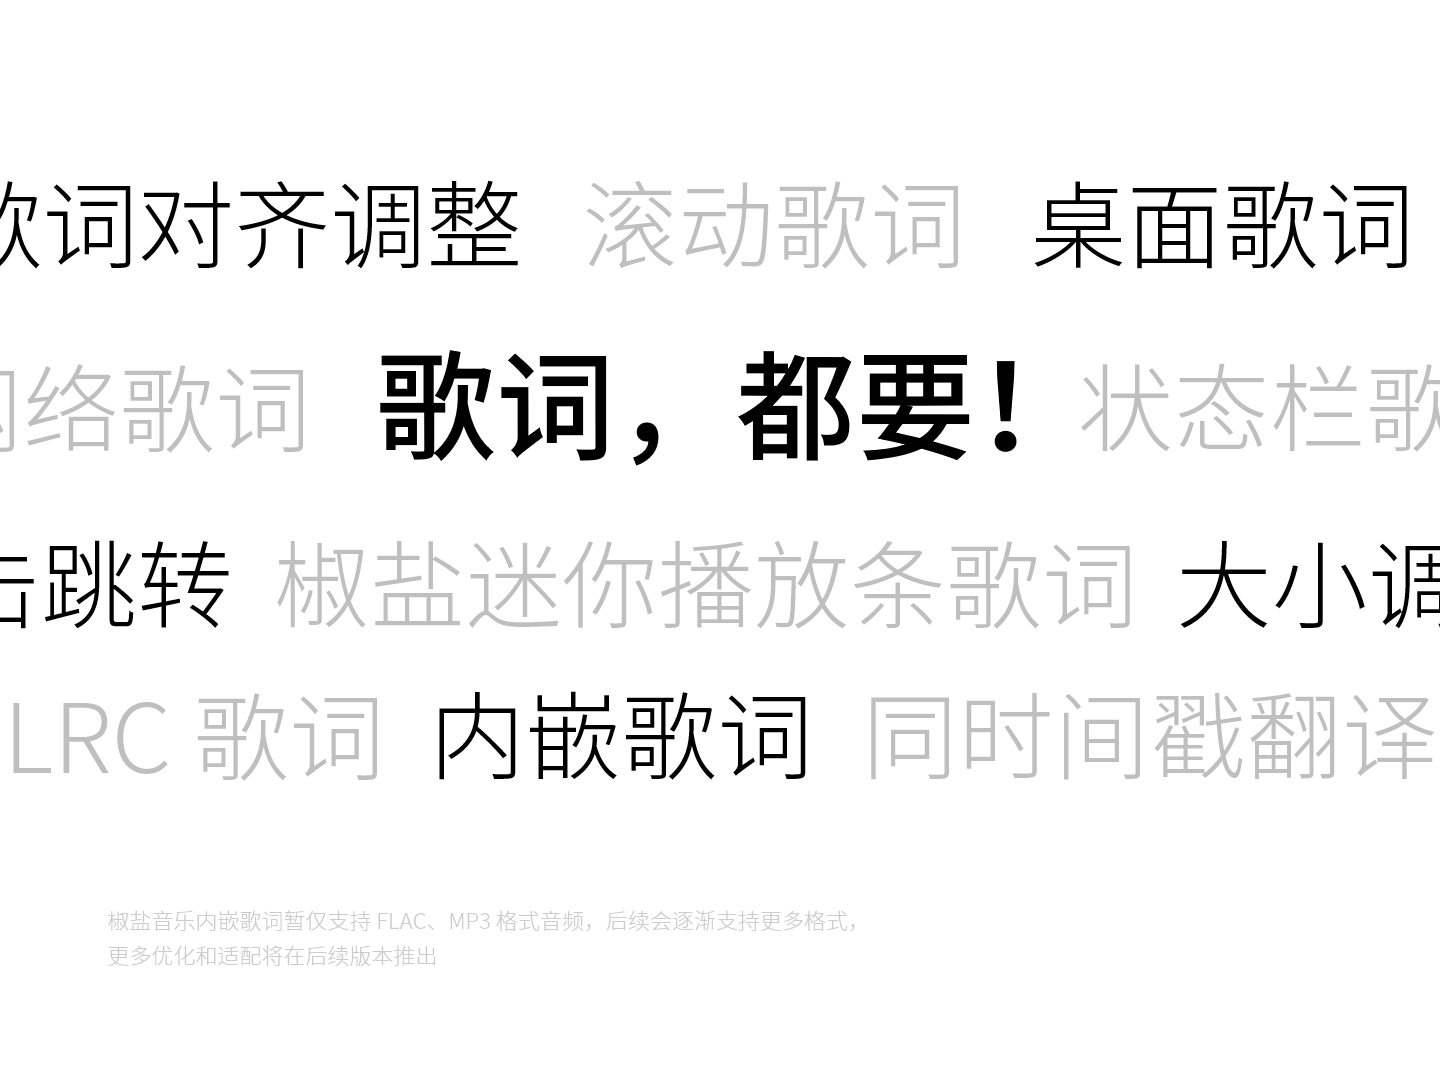 歌词对齐调整 滚动歌词 桌面歌词
网络歌词 歌词，都要！ 状态栏歌
击跳转 椒盐迷你播放条歌词 大小调
LRC 歌词 内嵌歌词 同时间戳翻译
椒盐音乐内嵌歌词暂仅支持 FLAC、MP3 格式音频，后续会逐渐支持更多格式，
更多优化和适配将在后续版本推出